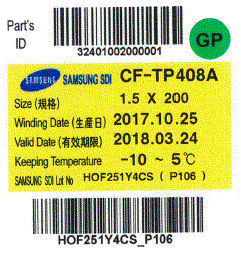 Part's
ID
GP
32401002000001
SAMSUNG SAMSUNG SDI CF-TP408A
Size (規格) 1.5 X 200
Winding Date (生産日) 2017.10.25
Valid Date (有效期限) 2018.03.24
Keeping Temperature -10 ~ 5℃
SAMSUNG SDI Lot No HOF251Y4CS ( P106 )
HOF251Y4CS_P106